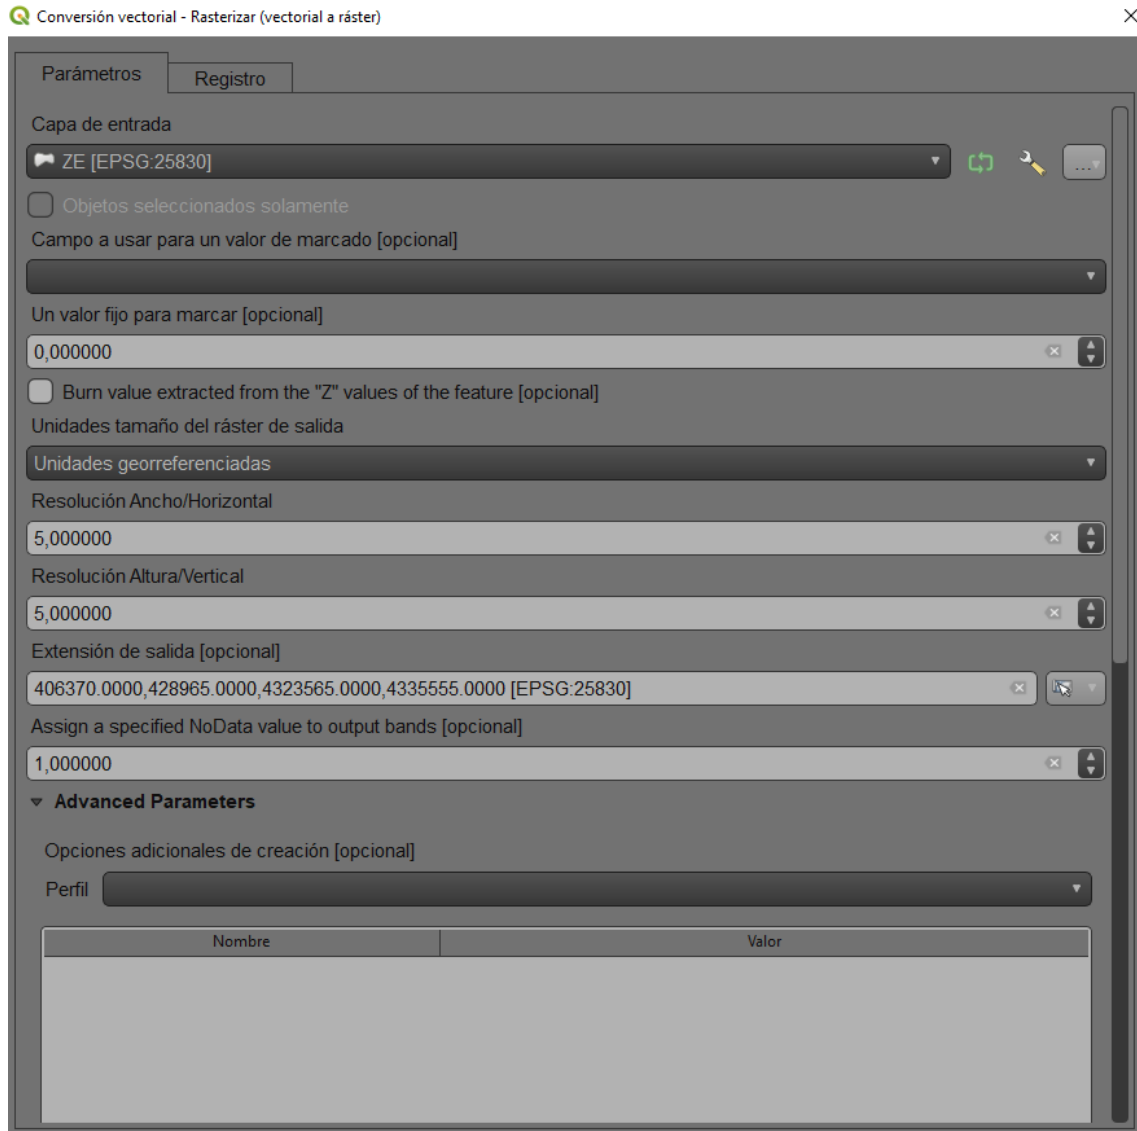 Conversión vectorial - Rasterizar (vectorial a ráster)
Parámetros
Registro
Capa de entrada
ZE [EPSG:25830]
...
Objetos seleccionados solamente
Campo a usar para un valor de marcado [opcional]
Un valor fijo para marcar [opcional]
0,000000
Burn value extracted from the "Z" values of the feature [opcional]
Unidades tamaño del ráster de salida
Unidades georreferenciadas
Resolución Ancho/Horizontal
5,000000
Resolución Altura/Vertical
5,000000
Extensión de salida [opcional]
406370.0000,428965.0000,4323565.0000,4335555.0000 [EPSG:25830]
Assign a specified NoData value to output bands [opcional]
1,000000
Advanced Parameters
Opciones adicionales de creación [opcional]
Perfil
Nombre Valor